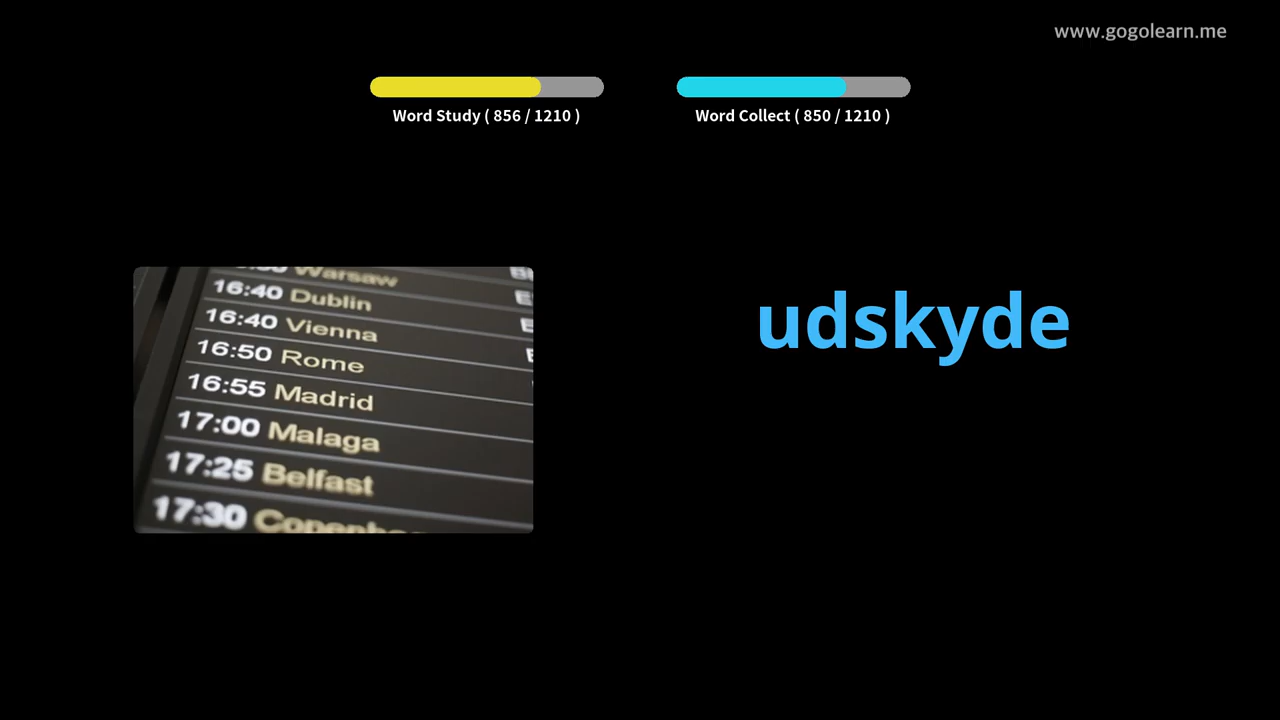 www.gogolearn.me
Word Study ( 856 / 1210 )
Word Collect ( 850 / 1210 )
Warsaw
16:40 Dublin
16:40 Vienna
16:50 Rome
16:55 Madrid
17:00 Malaga
17:25 Belfast
17:30
udskyde